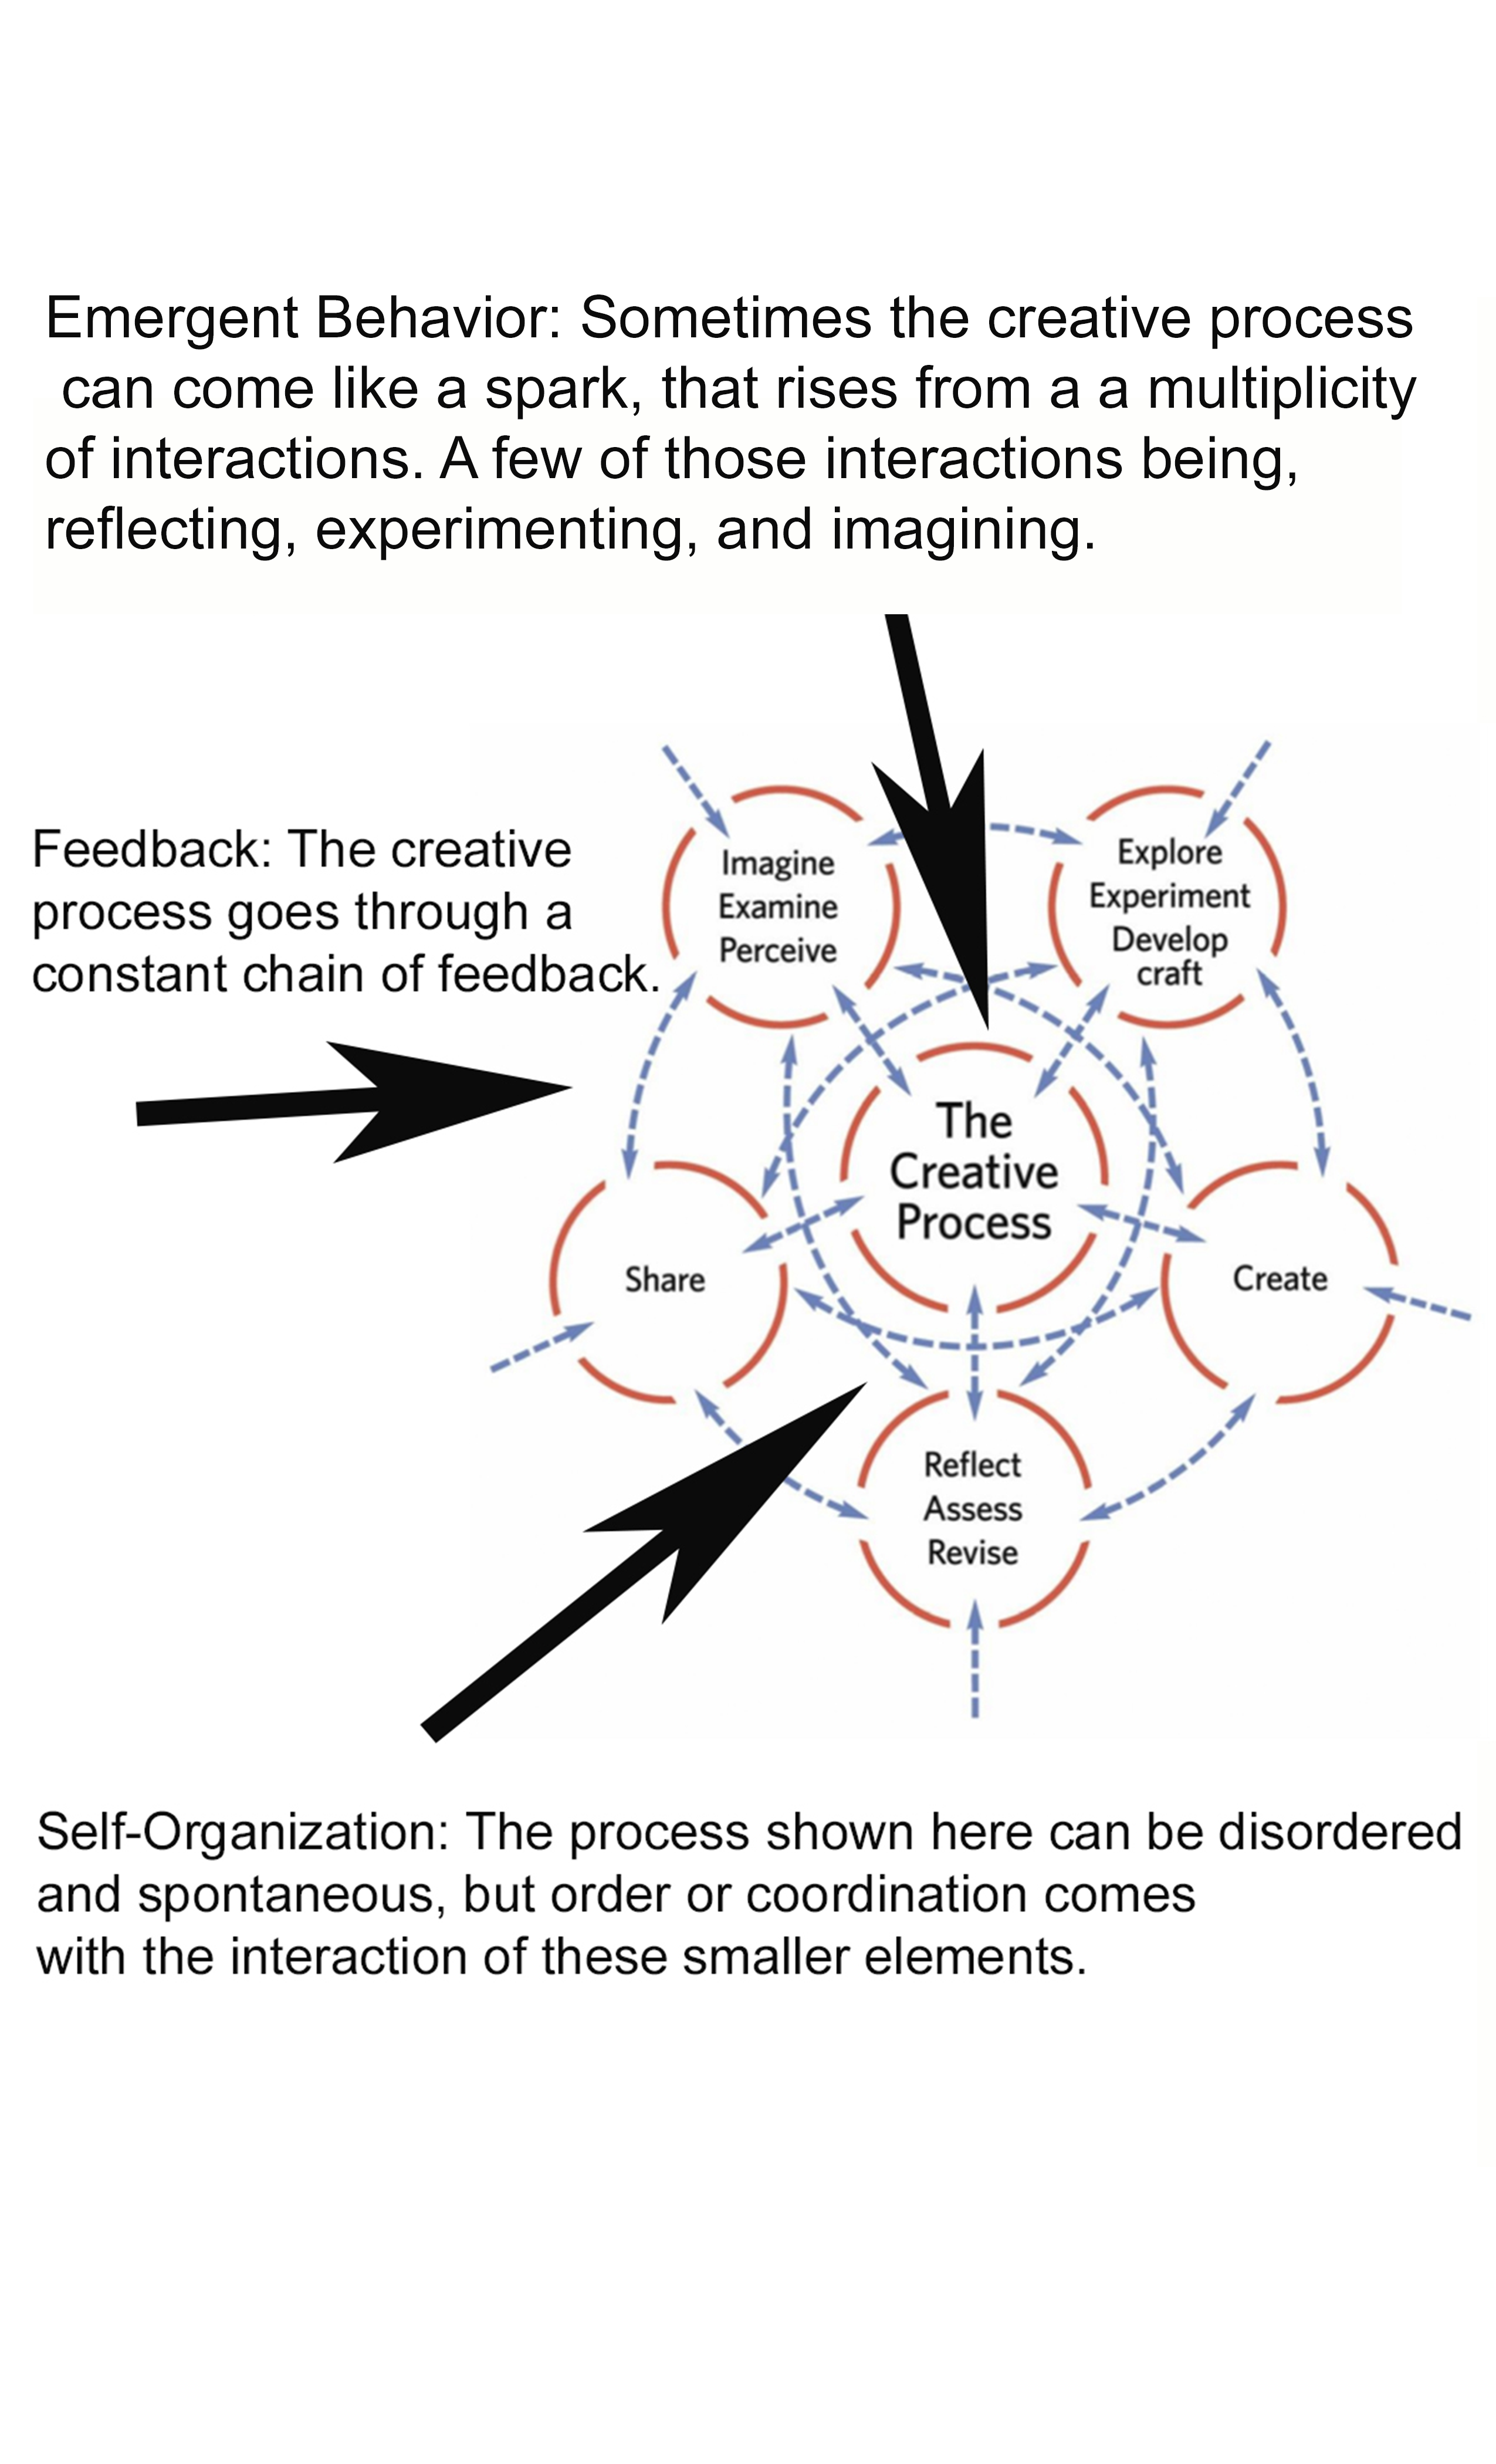 Emergent Behavior: Sometimes the creative process
can come like a spark, that rises from a a multiplicity
of interactions. A few of those interactions being,
reflecting, experimenting, and imagining.
Feedback: The creative
process goes through a
constant chain of feedback.
Imagine
Examine
Perceive
Explore
Experiment
Develop
craft
The
Creative
Process
Share
Create
Reflect
Assess
Revise
Self-Organization: The process shown here can be disordered
and spontaneous, but order or coordination comes
with the interaction of these smaller elements.